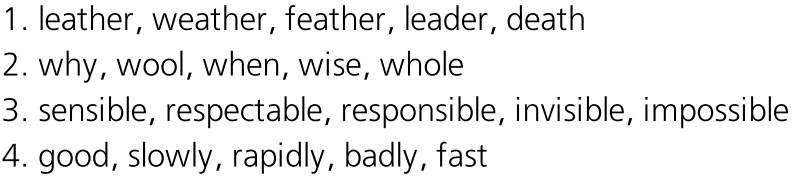 1. leather, weather, feather, leader, death
2. why, wool, when, wise, whole
3. sensible, respectable, responsible, invisible, impossible
4. good, slowly, rapidly, badly, fast